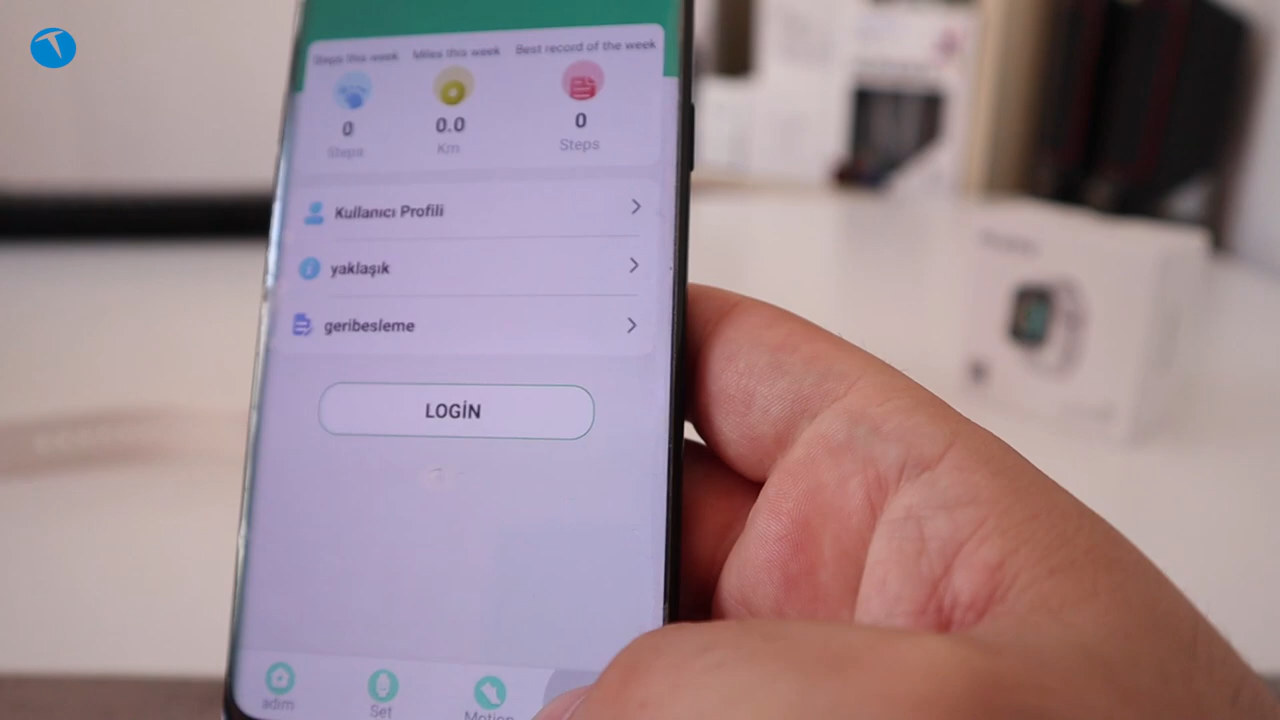 Steps this week Miles this week Best record of the week
0 0.0 0
Steps Km Steps
Kullanıcı Profili
yaklaşık
geribesleme
LOGİN
adım Set Motion